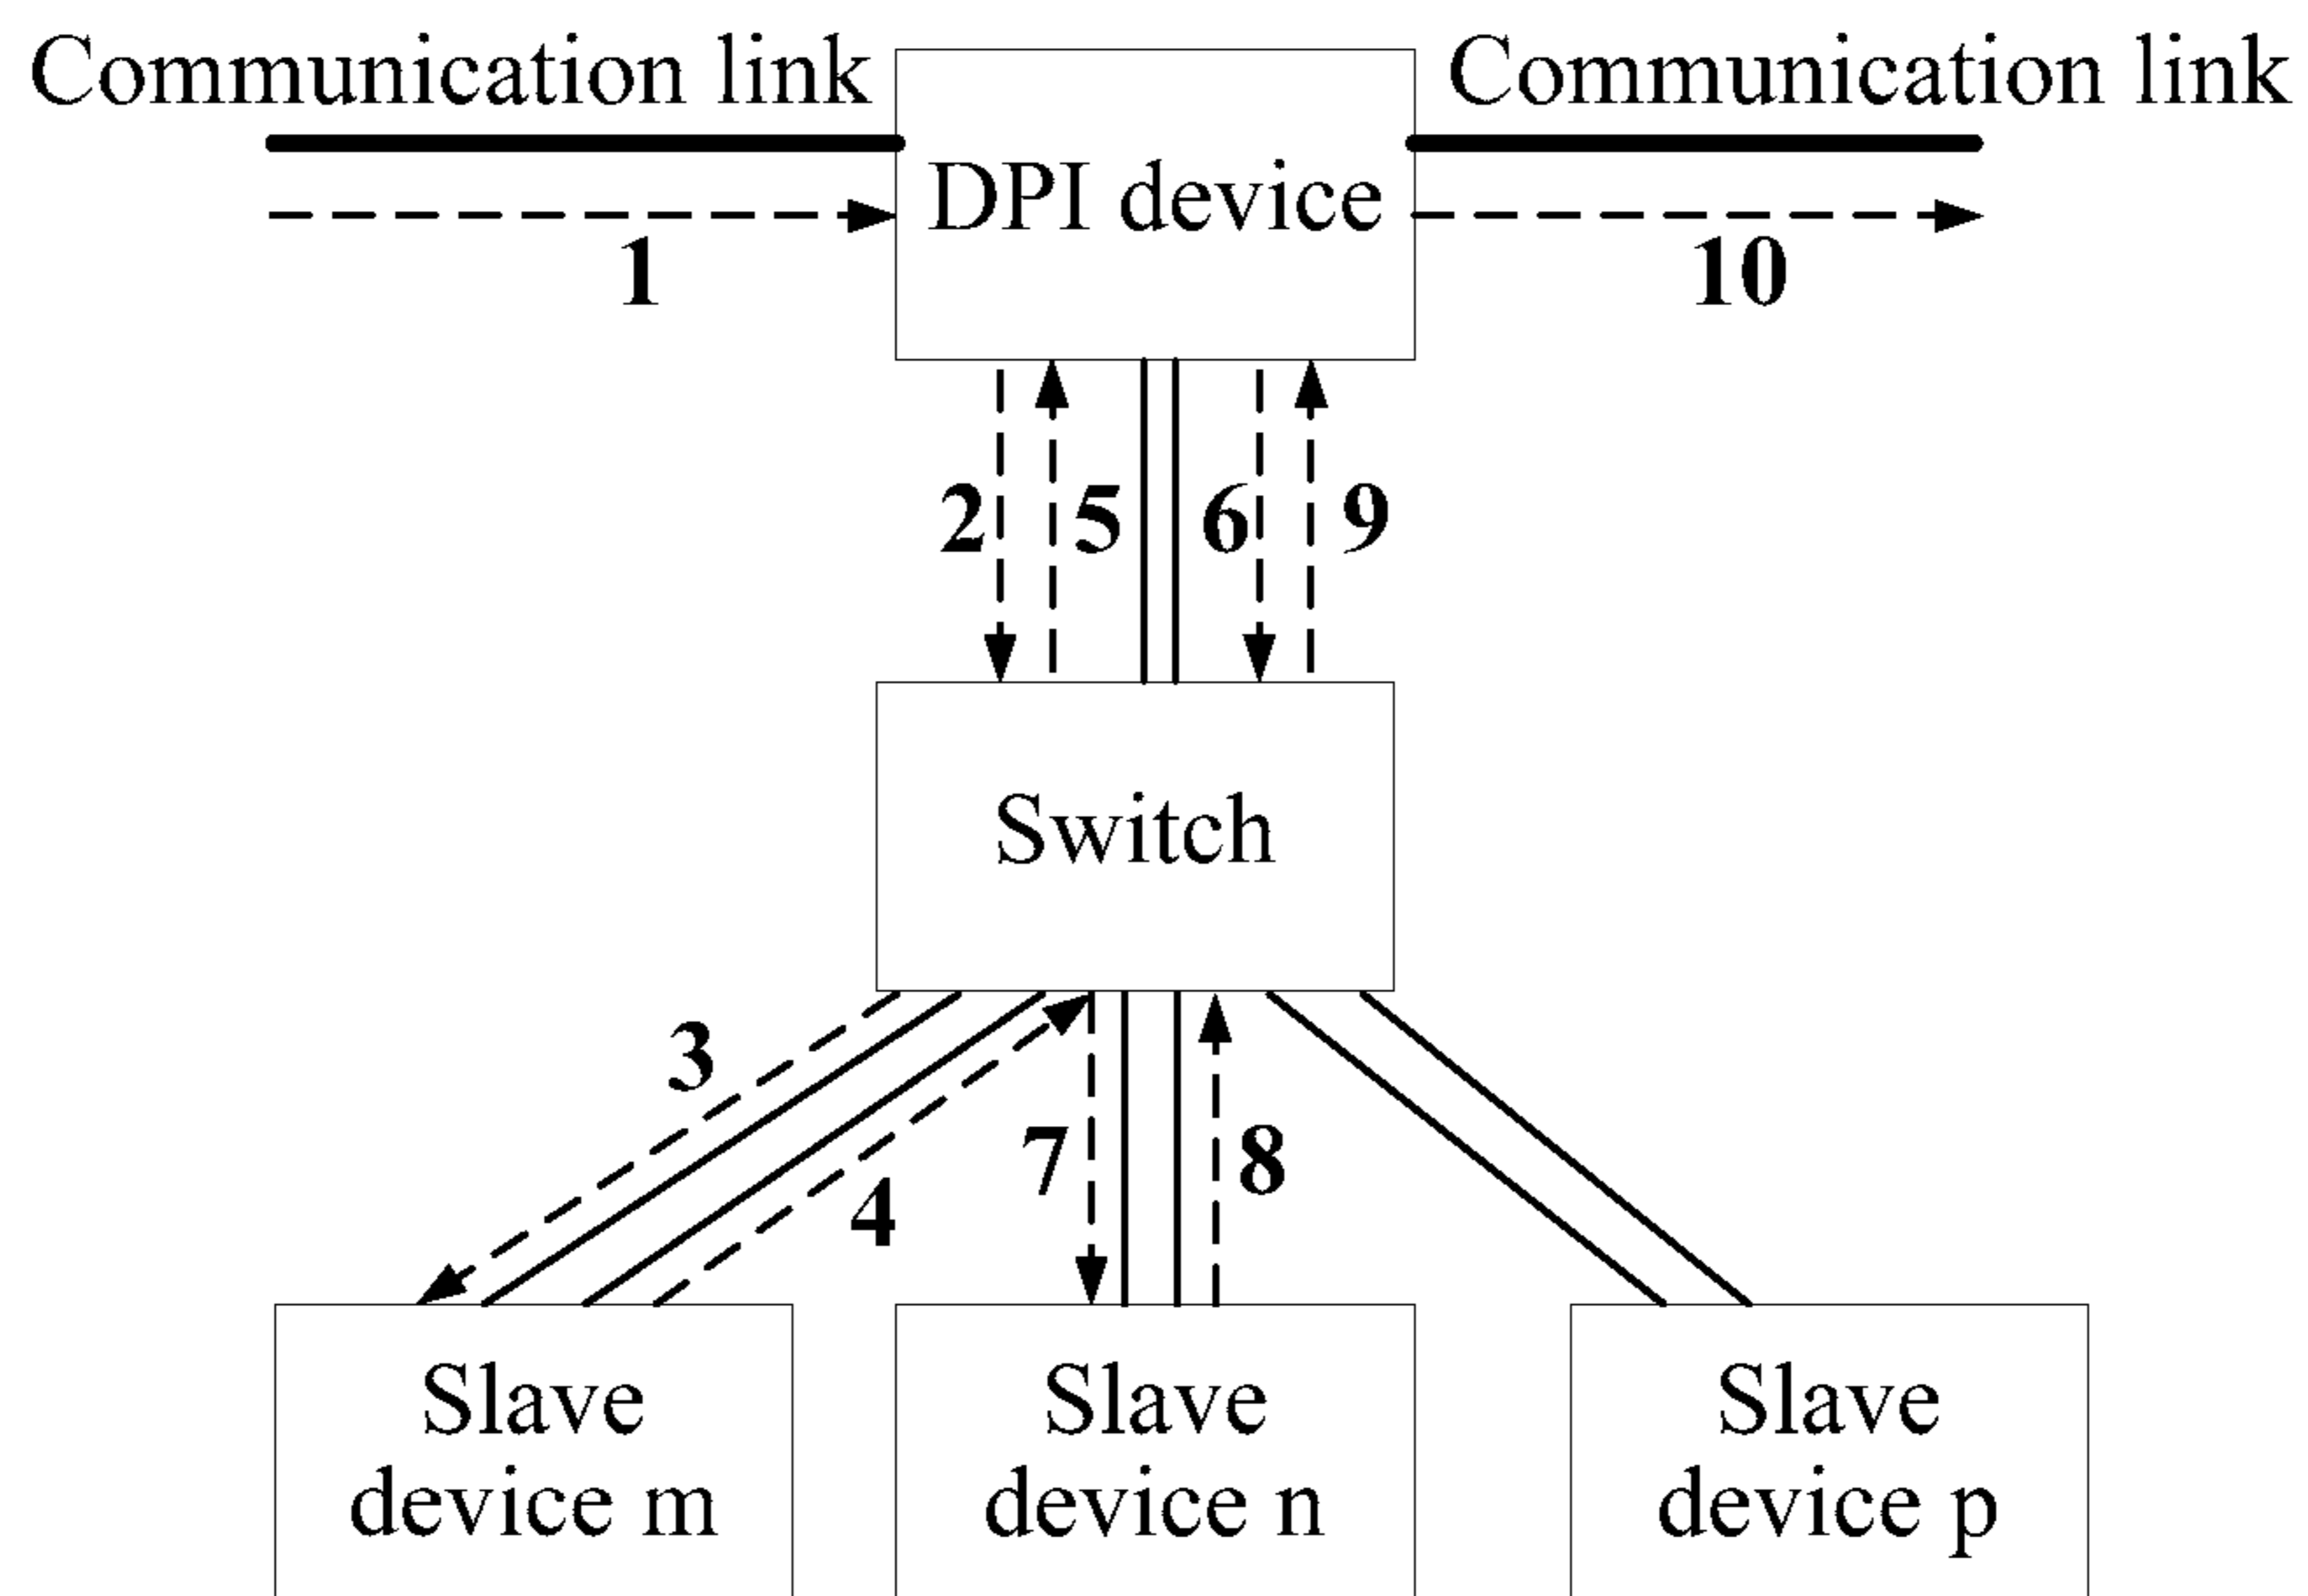 Communication link
Communication link
DPI device
1
10
2
5
6
9
Switch
3
4
7
8
Slave
device m
Slave
device n
Slave
device p